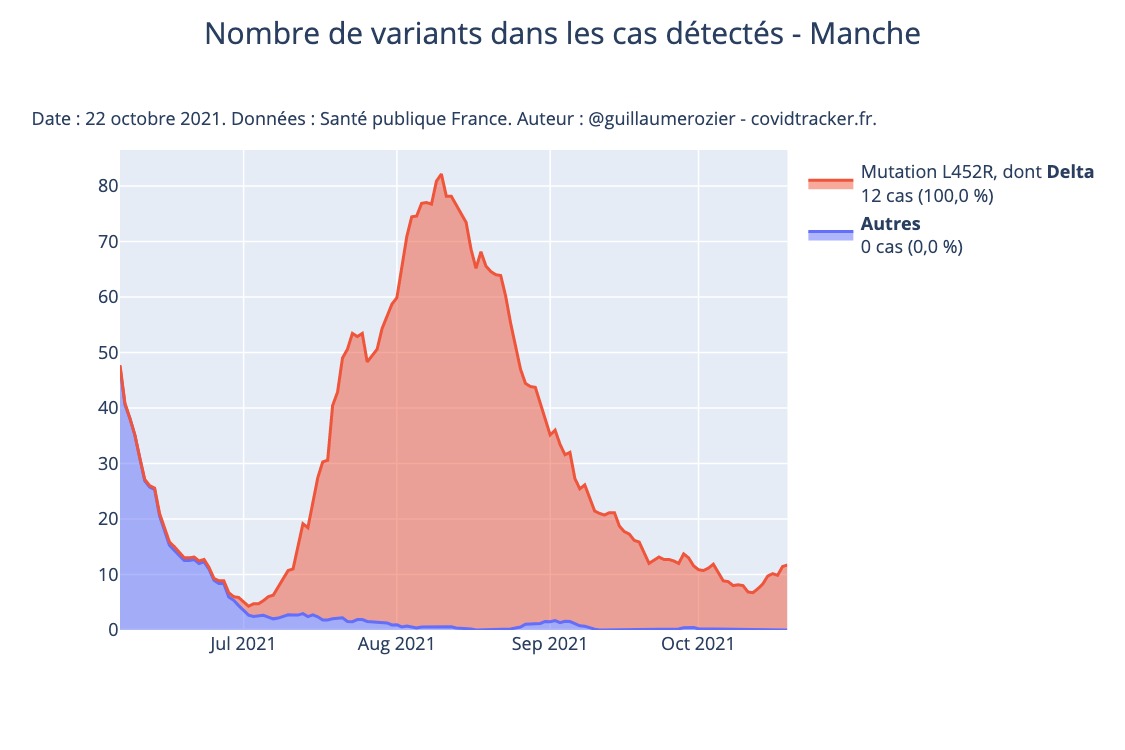 Nombre de variants dans les cas détectés - Manche
Date : 22 octobre 2021. Données : Santé publique France. Auteur : @guillaumerozier - covidtracker.fr.
Mutation L452R, dont Delta
12 cas (100,0 %)
Autres
0 cas (0,0 %)
80
70
60
50
40
30
20
10
0
Jul 2021 Aug 2021 Sep 2021 Oct 2021